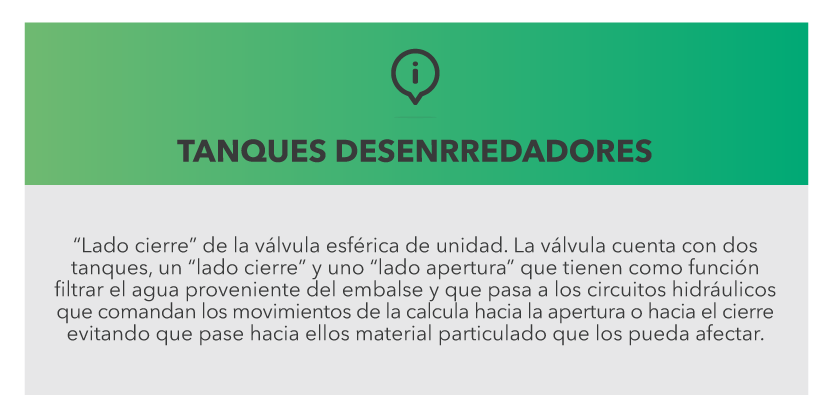 TANQUES DESENRREDADORES
“Lado cierre” de la válvula esférica de unidad. La válvula cuenta con dos
tanques, un “lado cierre” y uno “lado apertura” que tienen como función
filtrar el agua proveniente del embalse y que pasa a los circuitos hidráulicos
que comandan los movimientos de la calcula hacia la apertura o hacia el cierre
evitando que pase hacia ellos material particulado que los pueda afectar.